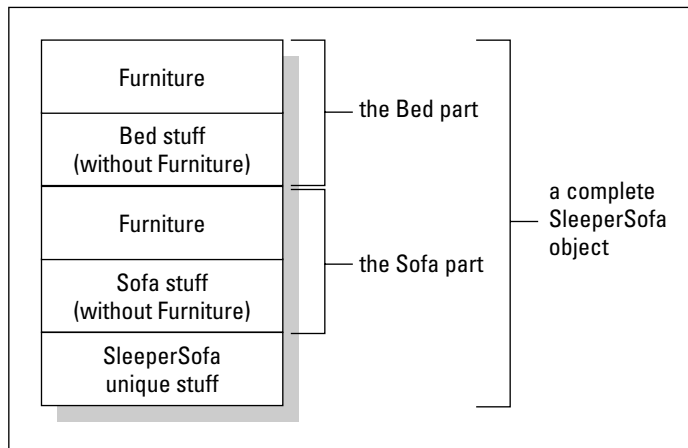 Furniture
Bed stuff
(without Furniture)
the Bed part
Furniture
Sofa stuff
(without Furniture)
the Sofa part
SleeperSofa
unique stuff
a complete
SleeperSofa
object